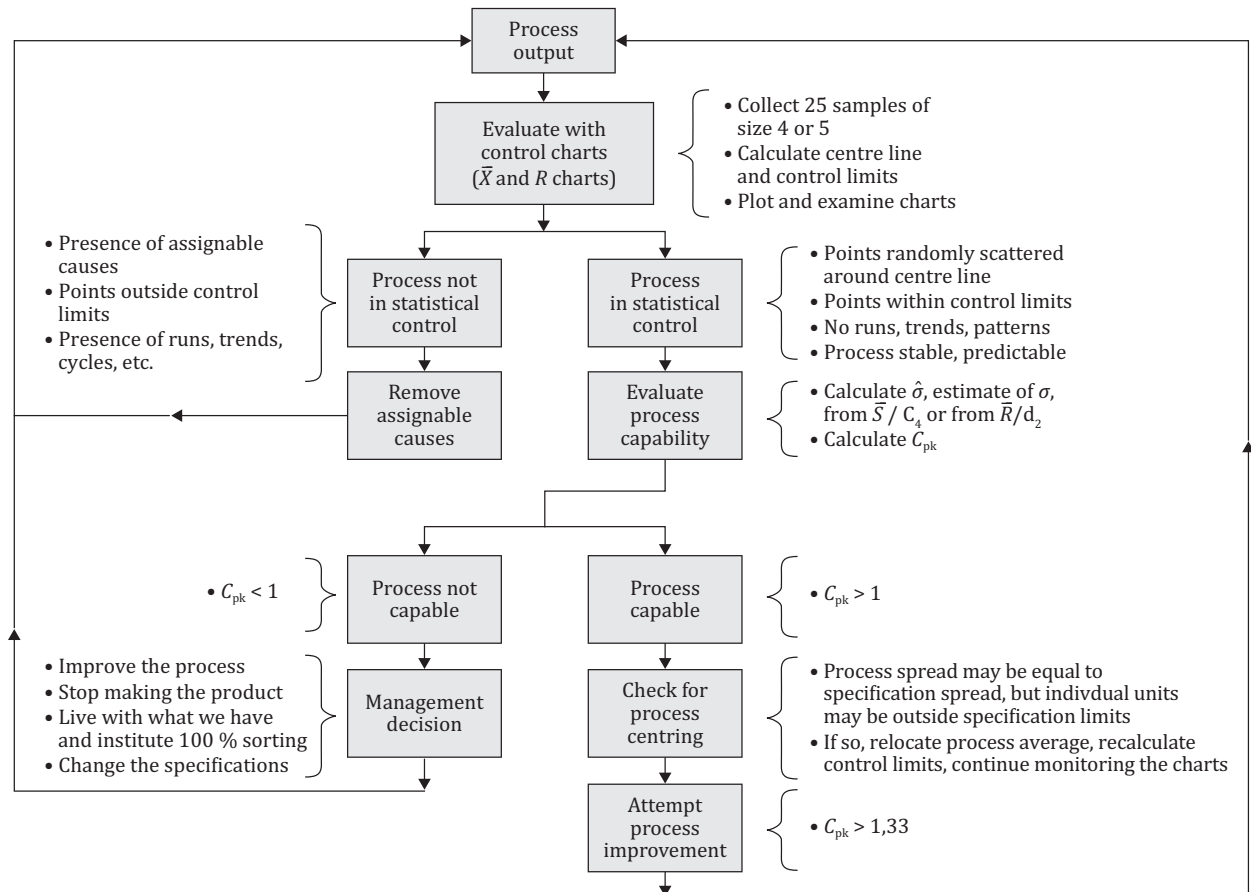 Process
output
Evaluate with
control charts
(X̄ and R charts)
• Collect 25 samples of
size 4 or 5
• Calculate centre line
and control limits
• Plot and examine charts
• Presence of assignable
causes
• Points outside control
limits
• Presence of runs, trends,
cycles, etc.
Process not
in statistical
control
Process
in statistical
control
• Points randomly scattered
around centre line
• Points within control limits
• No runs, trends, patterns
• Process stable, predictable
Remove
assignable
causes
Evaluate
process
capability
• Calculate σ̂, estimate of σ,
from S̄ / C₄ or from R̄/d₂
• Calculate Cpk
• Cpk < 1
Process not
capable
Process
capable
• Cpk > 1
• Improve the process
• Stop making the product
• Live with what we have
and institute 100 % sorting
• Change the specifications
Management
decision
Check for
process
centring
• Process spread may be equal to
specification spread, but indivdual units
may be outside specification limits
• If so, relocate process average, recalculate
control limits, continue monitoring the charts
Attempt
process
improvement
• Cpk > 1,33